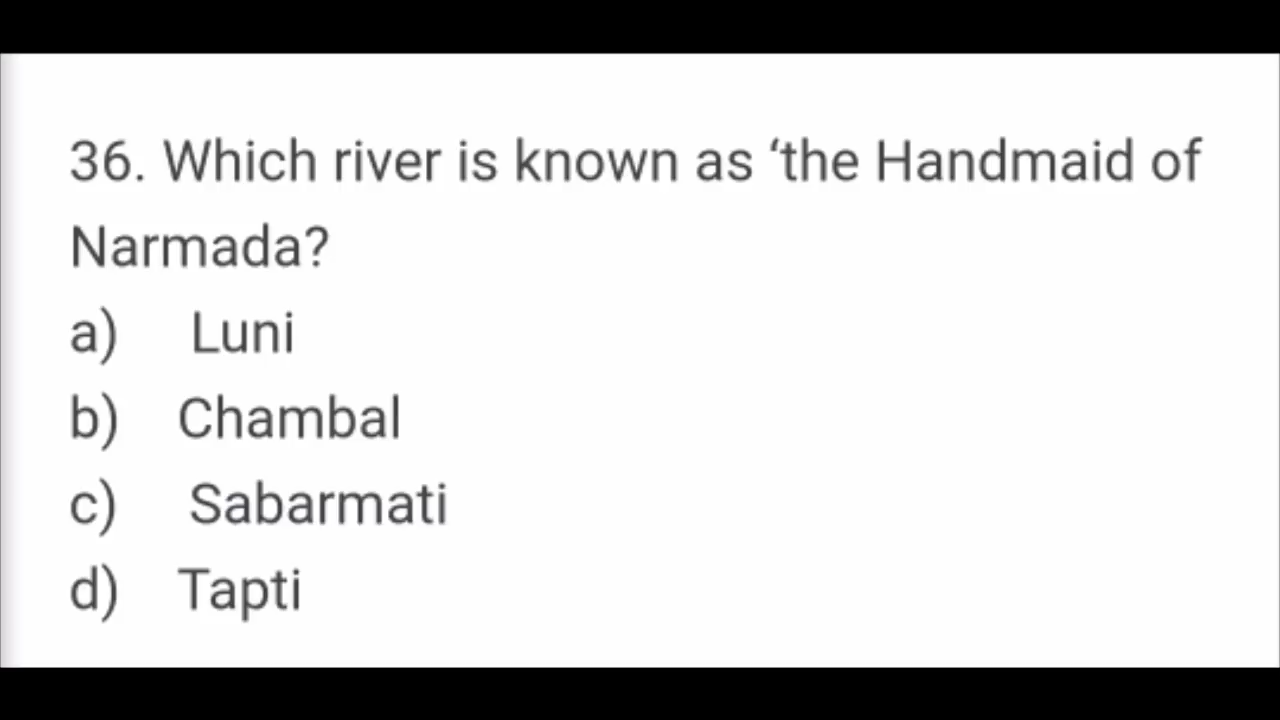 36. Which river is known as ‘the Handmaid of
Narmada?
a) Luni
b) Chambal
c) Sabarmati
d) Tapti